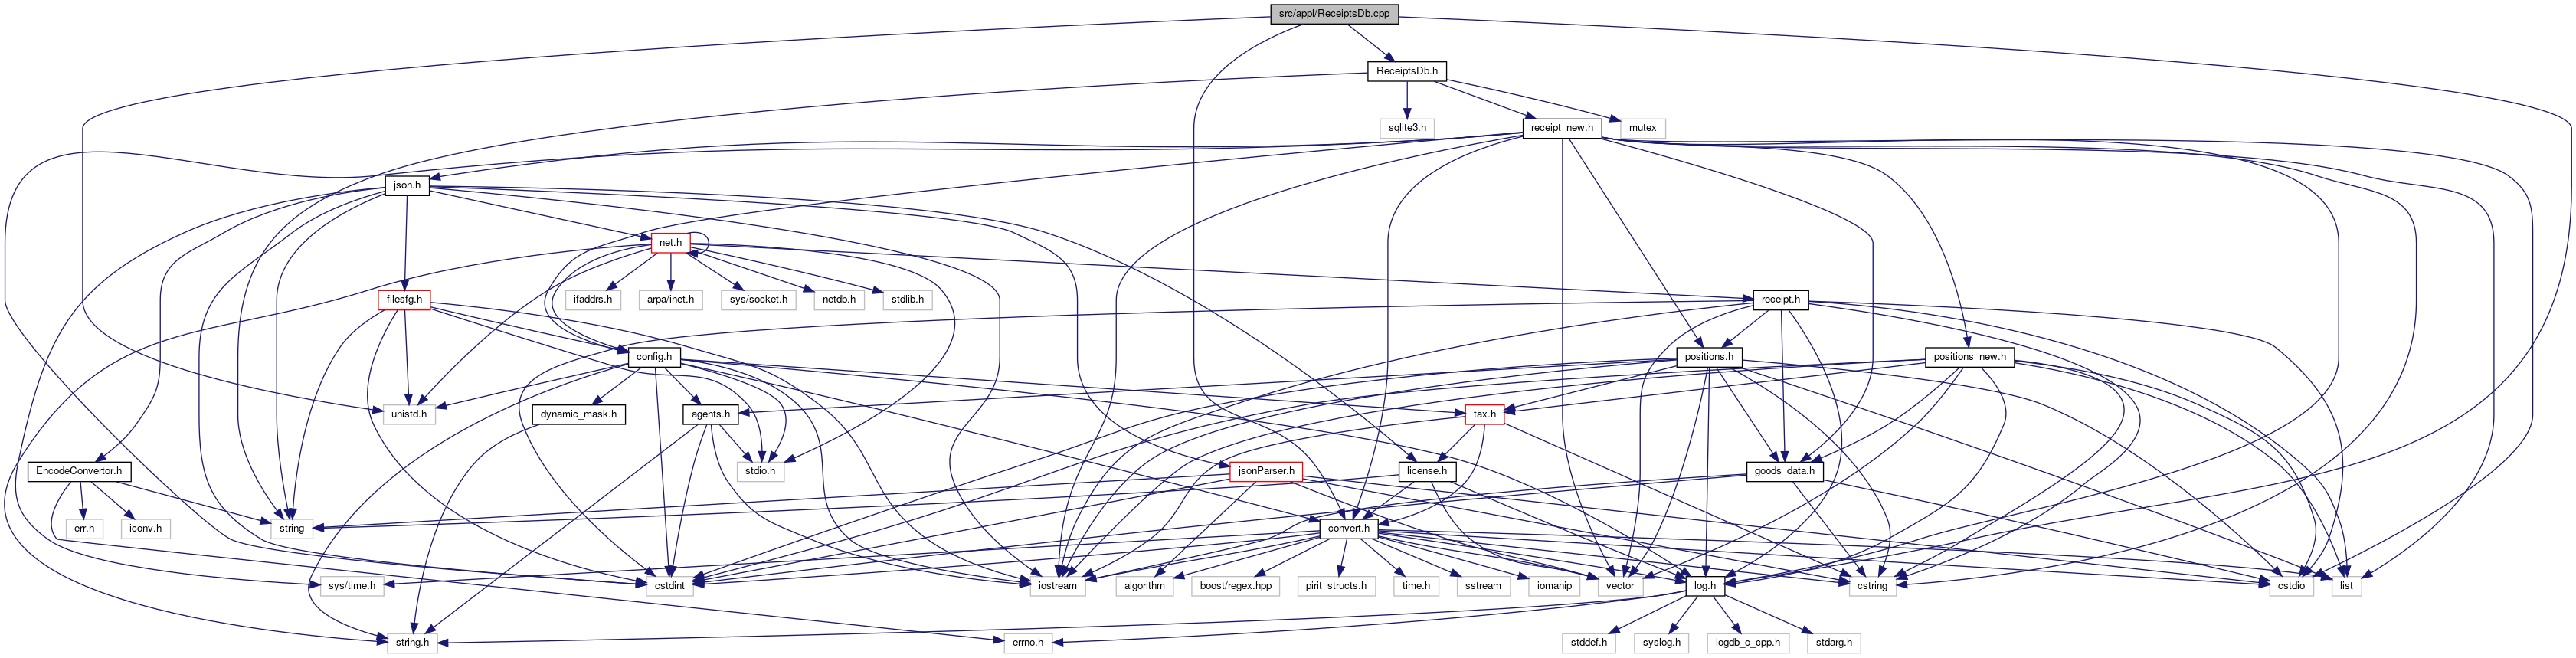 src/appl/ReceiptsDb.cpp
ReceiptsDb.h
sqlite3.h
receipt_new.h
mutex
json.h
net.h
filesfg.h
ifaddrs.h
arpa/inet.h
sys/socket.h
netdb.h
stdlib.h
receipt.h
config.h
positions.h
positions_new.h
unistd.h
dynamic_mask.h
agents.h
tax.h
EncodeConvertor.h
stdio.h
jsonParser.h
license.h
goods_data.h
err.h
iconv.h
string
convert.h
sys/time.h
cstdint
iostream
algorithm
boost/regex.hpp
pirit_structs.h
time.h
sstream
iomanip
vector
log.h
cstring
cstdio
list
string.h
errno.h
stddef.h
syslog.h
logdb_c_cpp.h
stdarg.h